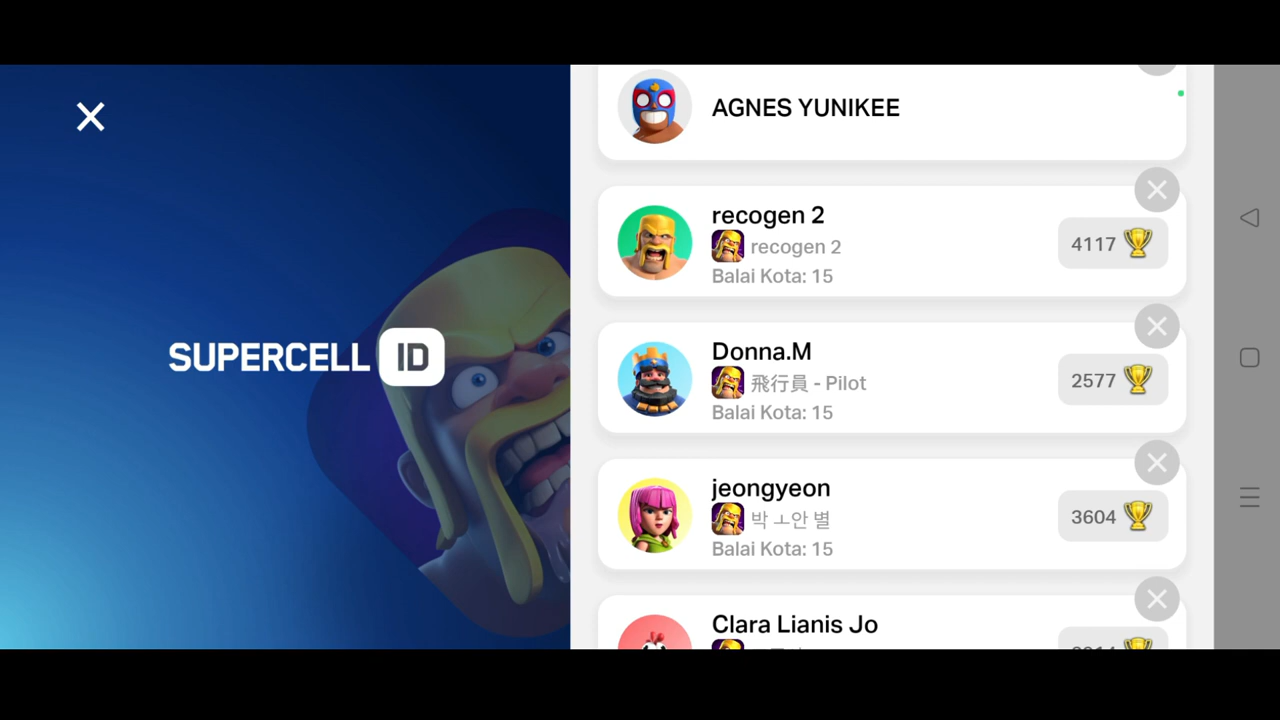 SUPERCELL ID
AGNES YUNIKEE
recogen 2
recogen 2
Balai Kota: 15
4117
Donna.M
飛行員 - Pilot
Balai Kota: 15
2577
jeongyeon
박 ㅗ안 별
Balai Kota: 15
3604
Clara Lianis Jo